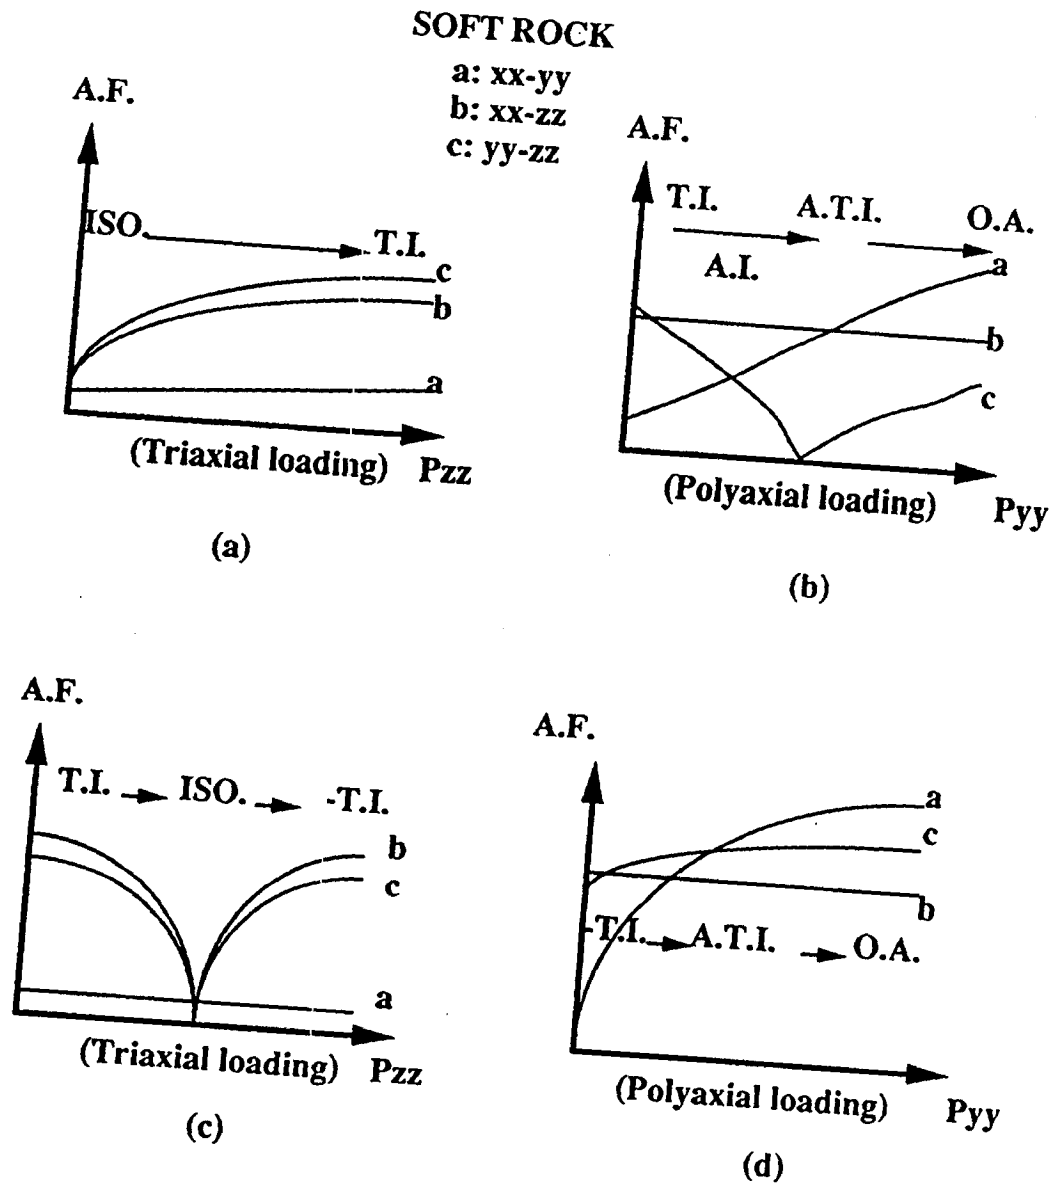 SOFT ROCK
a: xx-yy
b: xx-zz
c: yy-zz
A.F.
ISO.
T.I.
c
b
a
(Triaxial loading) Pzz
(a)
A.F.
T.I.
A.T.I.
O.A.
A.I.
a
b
c
(Polyaxial loading) Pyy
(b)
A.F.
T.I. ISO. -T.I.
b
c
a
(Triaxial loading) Pzz
(c)
A.F.
a
c
b
-T.I. A.T.I. O.A.
(Polyaxial loading) Pyy
(d)